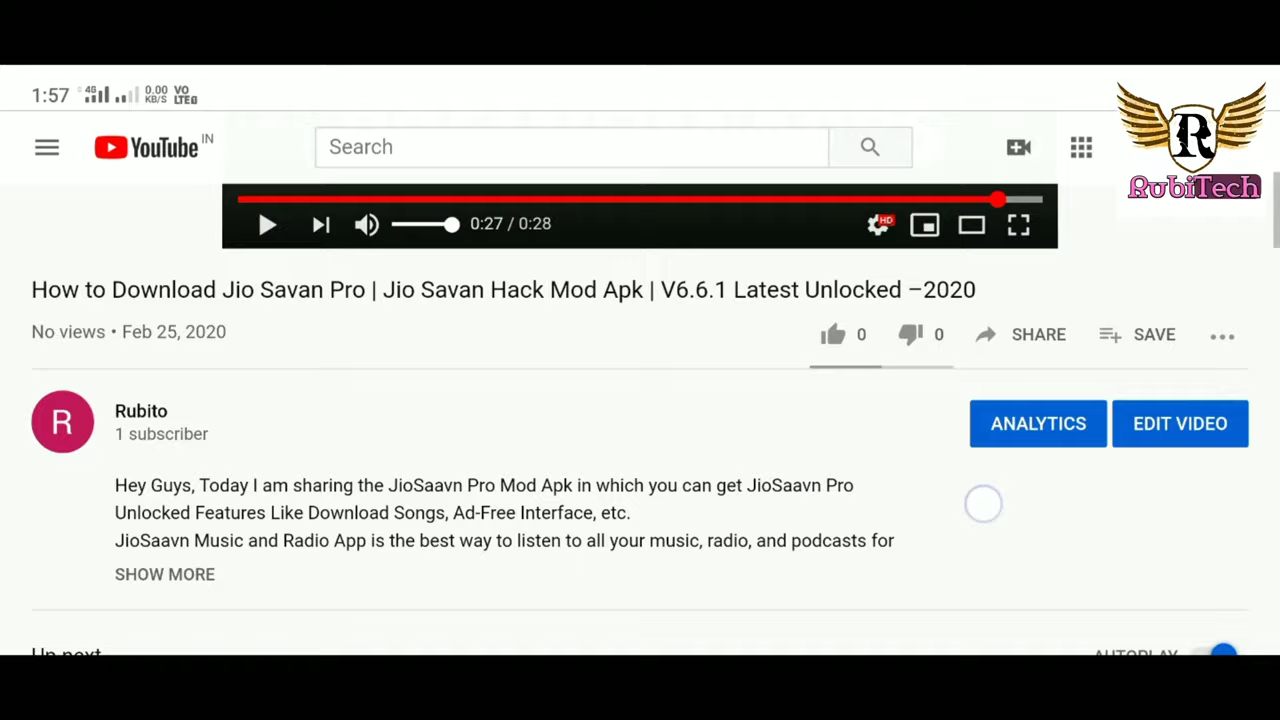 1:57 4G 0.00 KB/S VO LTE
YouTube IN
Search
R
RubiTech
0:27 / 0:28
HD
How to Download Jio Savan Pro | Jio Savan Hack Mod Apk | V6.6.1 Latest Unlocked –2020
No views • Feb 25, 2020
0 0 SHARE SAVE
R
Rubito
1 subscriber
ANALYTICS EDIT VIDEO
Hey Guys, Today I am sharing the JioSaavn Pro Mod Apk in which you can get JioSaavn Pro
Unlocked Features Like Download Songs, Ad-Free Interface, etc.
JioSaavn Music and Radio App is the best way to listen to all your music, radio, and podcasts for
SHOW MORE
Up next AUTOPLAY